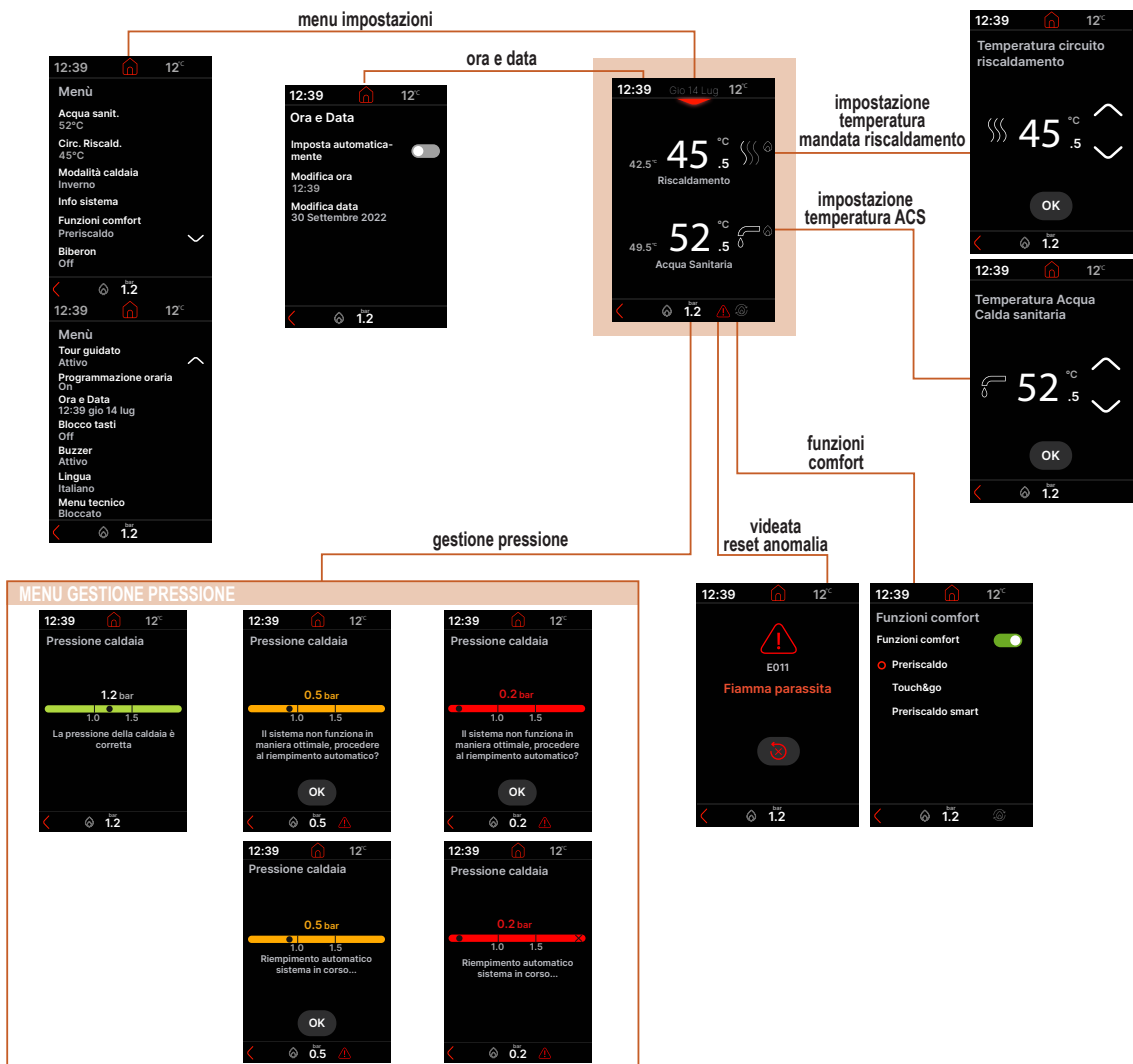 menu impostazioni
ora e data
12:39 12°C
Menù
Acqua sanit.
52°C
Circ. Riscald.
45°C
Modalità caldaia
Inverno
Info sistema
Funzioni comfort
Preriscaldo
Biberon
Off
bar
1.2
12:39 12°C
Menù
Tour guidato
Attivo
Programmazione oraria
On
Ora e Data
12:39 gio 14 lug
Blocco tasti
Off
Buzzer
Attivo
Lingua
Italiano
Menu tecnico
Bloccato
bar
1.2
12:39 12°C
Ora e Data
Imposta automatica-
mente
Modifica ora
12:39
Modifica data
30 Settembre 2022
bar
1.2
12:39 Gio 14 Lug 12°C
42.5°C 45 °C .5
Riscaldamento
49.5°C 52 °C .5
Acqua Sanitaria
bar
1.2
impostazione
temperatura
mandata riscaldamento
impostazione
temperatura ACS
12:39 12°C
Temperatura circuito
riscaldamento
45 °C .5
OK
bar
1.2
12:39 12°C
Temperatura Acqua
Calda sanitaria
52 °C .5
OK
bar
1.2
funzioni
comfort
videata
reset anomalia
gestione pressione
MENU GESTIONE PRESSIONE
12:39 12°C
Pressione caldaia
1.2 bar
1.0 1.5
La pressione della caldaia è
corretta
bar
1.2
12:39 12°C
Pressione caldaia
0.5 bar
1.0 1.5
Il sistema non funziona in
maniera ottimale, procedere
al riempimento automatico?
OK
bar
0.5
12:39 12°C
Pressione caldaia
0.2 bar
1.0 1.5
Il sistema non funziona in
maniera ottimale, procedere
al riempimento automatico?
OK
bar
0.2
12:39 12°C
Pressione caldaia
0.5 bar
1.0 1.5
Riempimento automatico
sistema in corso...
OK
bar
0.5
12:39 12°C
Pressione caldaia
0.2 bar
1.0 1.5
Riempimento automatico
sistema in corso...
bar
0.2
12:39 12°C
E011
Fiamma parassita
bar
1.2
12:39 12°C
Funzioni comfort
Funzioni comfort
Preriscaldo
Touch&go
Preriscaldo smart
bar
1.2